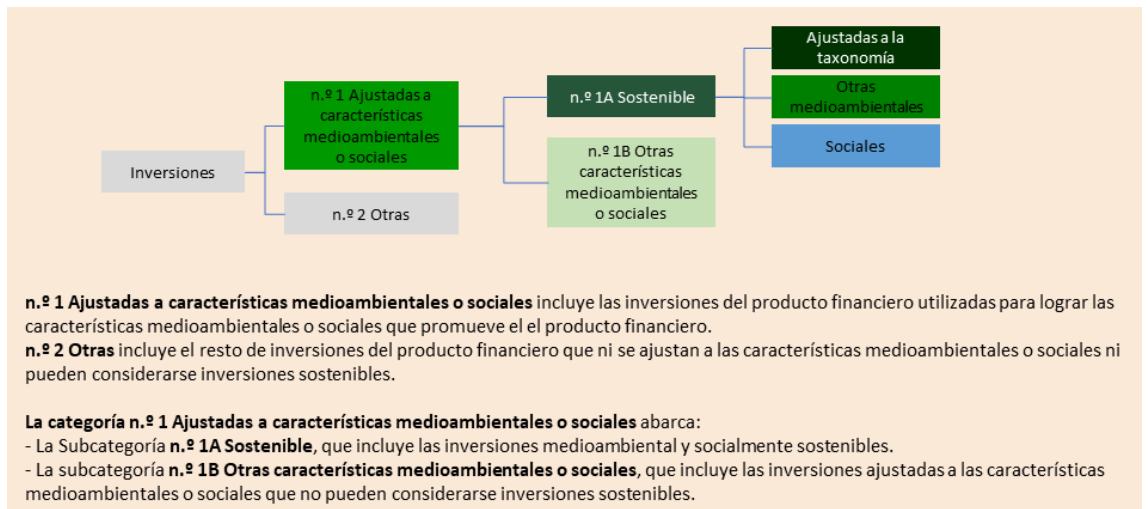 Inversiones
n.º 1 Ajustadas a
características
medioambientales
o sociales
n.º 2 Otras
n.º 1A Sostenible
n.º 1B Otras
características
medioambientales
o sociales
Ajustadas a la
taxonomía
Otras
medioambientales
Sociales
n.º 1 Ajustadas a características medioambientales o sociales incluye las inversiones del producto financiero utilizadas para lograr las
características medioambientales o sociales que promueve el el producto financiero.
n.º 2 Otras incluye el resto de inversiones del producto financiero que ni se ajustan a las características medioambientales o sociales ni
pueden considerarse inversiones sostenibles.
La categoría n.º 1 Ajustadas a características medioambientales o sociales abarca:
- La Subcategoría n.º 1A Sostenible, que incluye las inversiones medioambiental y socialmente sostenibles.
- La subcategoría n.º 1B Otras características medioambientales o sociales, que incluye las inversiones ajustadas a las características
medioambientales o sociales que no pueden considerarse inversiones sostenibles.